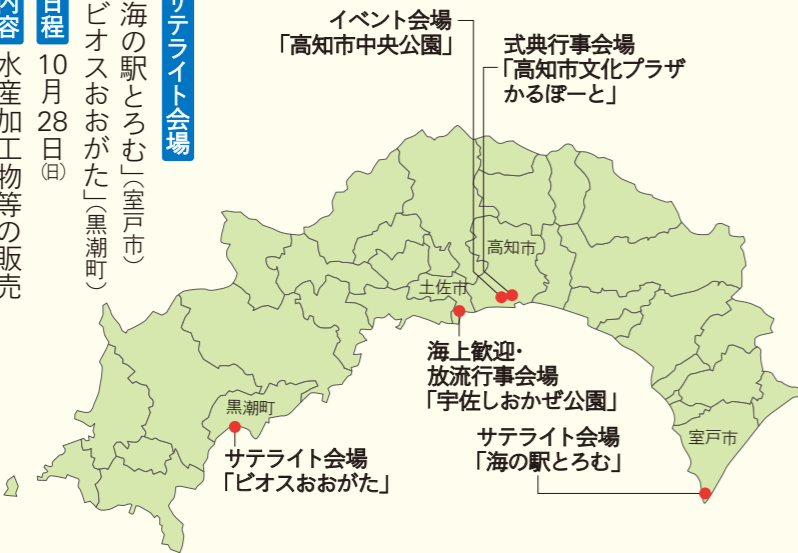 サテライト会場
海の駅とろむ」(室戸市)
ビオスおおがた」(黒潮町)
日程 10月28日(日)
内容 水産加工物等の販売
イベント会場
「高知市中央公園」
式典行事会場
「高知市文化プラザ
かるぽーと」
高知市
土佐市
海上歓迎・
放流行事会場
「宇佐しおかぜ公園」
黒潮町
サテライト会場
「ビオスおおがた」
サテライト会場
「海の駅とろむ」
室戸市